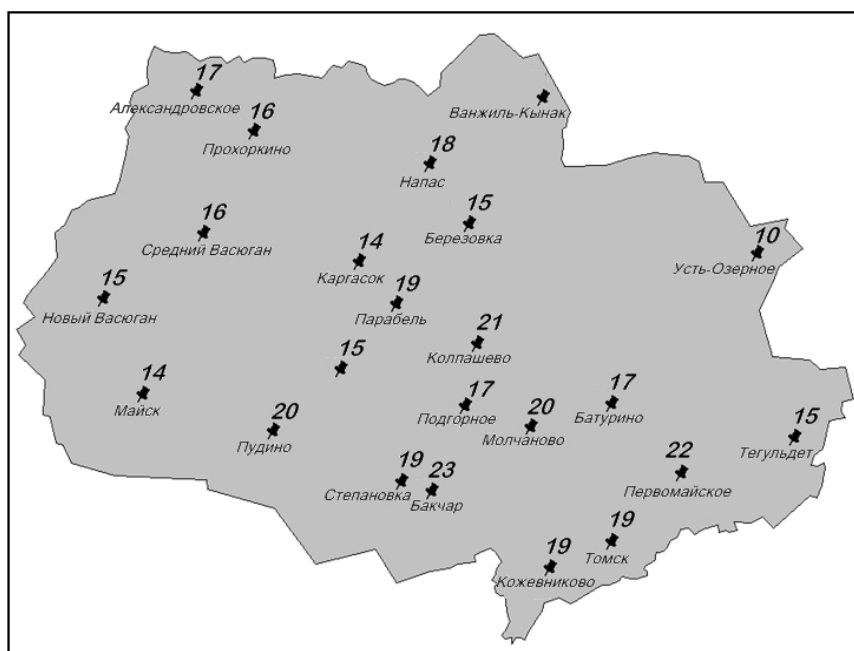 17
Александровское
16
Прохоркино
Ванжиль-Кынак
18
Напас
16
Средний Васюган
15
Березовка
10
Усть-Озерное
14
Каргасок
15
Новый Васюган
19
Парабель
21
Колпашево
15
14
Майск
20
Пудино
17
Подгорное
20
Молчаново
17
Батурино
15
Тегульдет
19
Степановка
23
Бакчар
22
Первомайское
19
Томск
19
Кожевниково